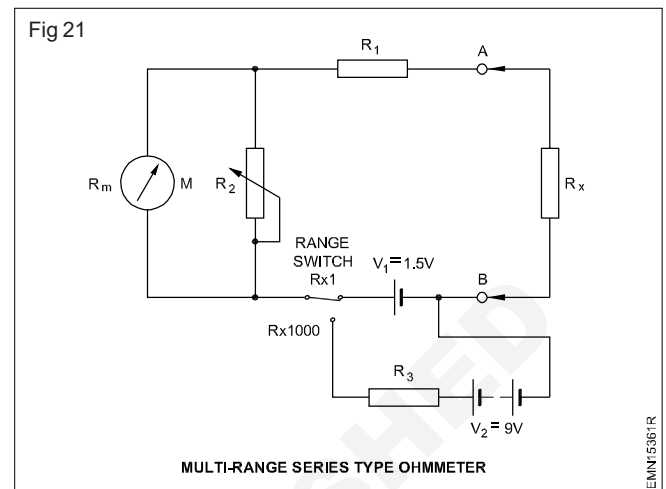 Fig 21
R1
A
Rm
M
R2
Rx
RANGE
SWITCH
Rx1
V1=1.5V
B
Rx1000
R3
V2= 9V
MULTI-RANGE SERIES TYPE OHMMETER
EMN15361R
SHED